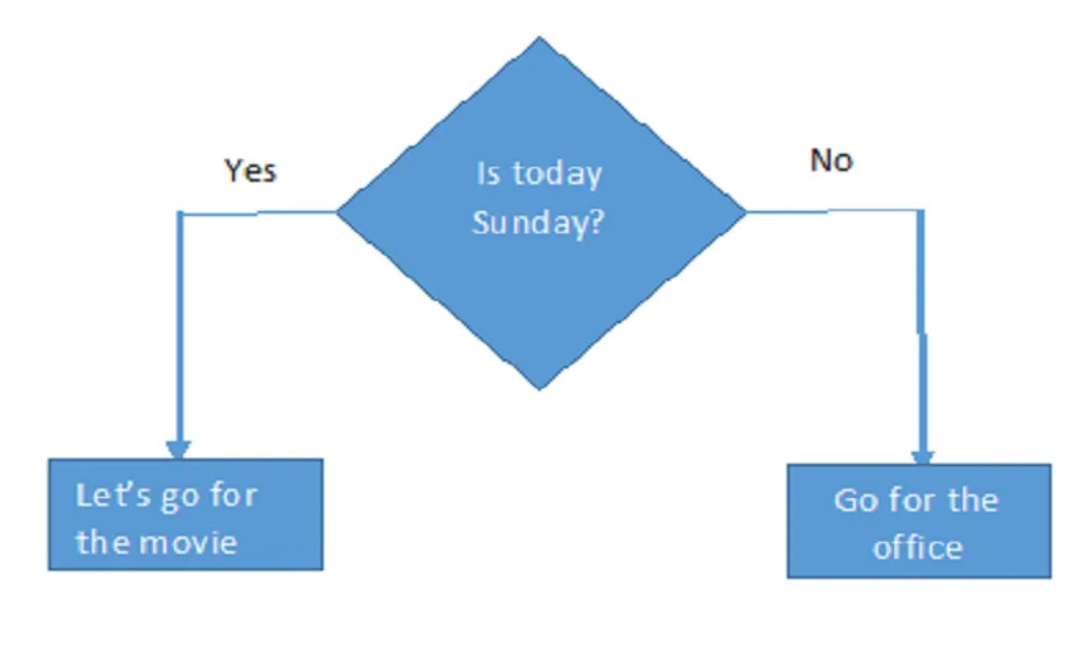 Is today
Sunday?
Yes
No
Let's go for
the movie
Go for the
office